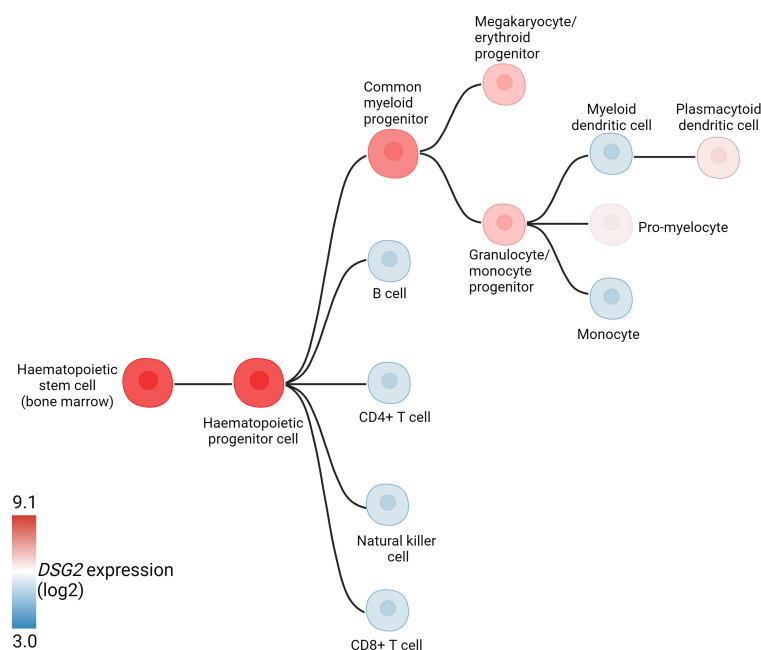 Megakaryocyte/
erythroid
progenitor
Common
myeloid
progenitor
Myeloid
dendritic cell
Plasmacytoid
dendritic cell
Pro-myelocyte
Granulocyte/
monocyte
progenitor
B cell
Monocyte
Haematopoietic
stem cell
(bone marrow)
Haematopoietic
progenitor cell
CD4+ T cell
Natural killer
cell
CD8+ T cell
9.1
DSG2 expression
(log2)
3.0